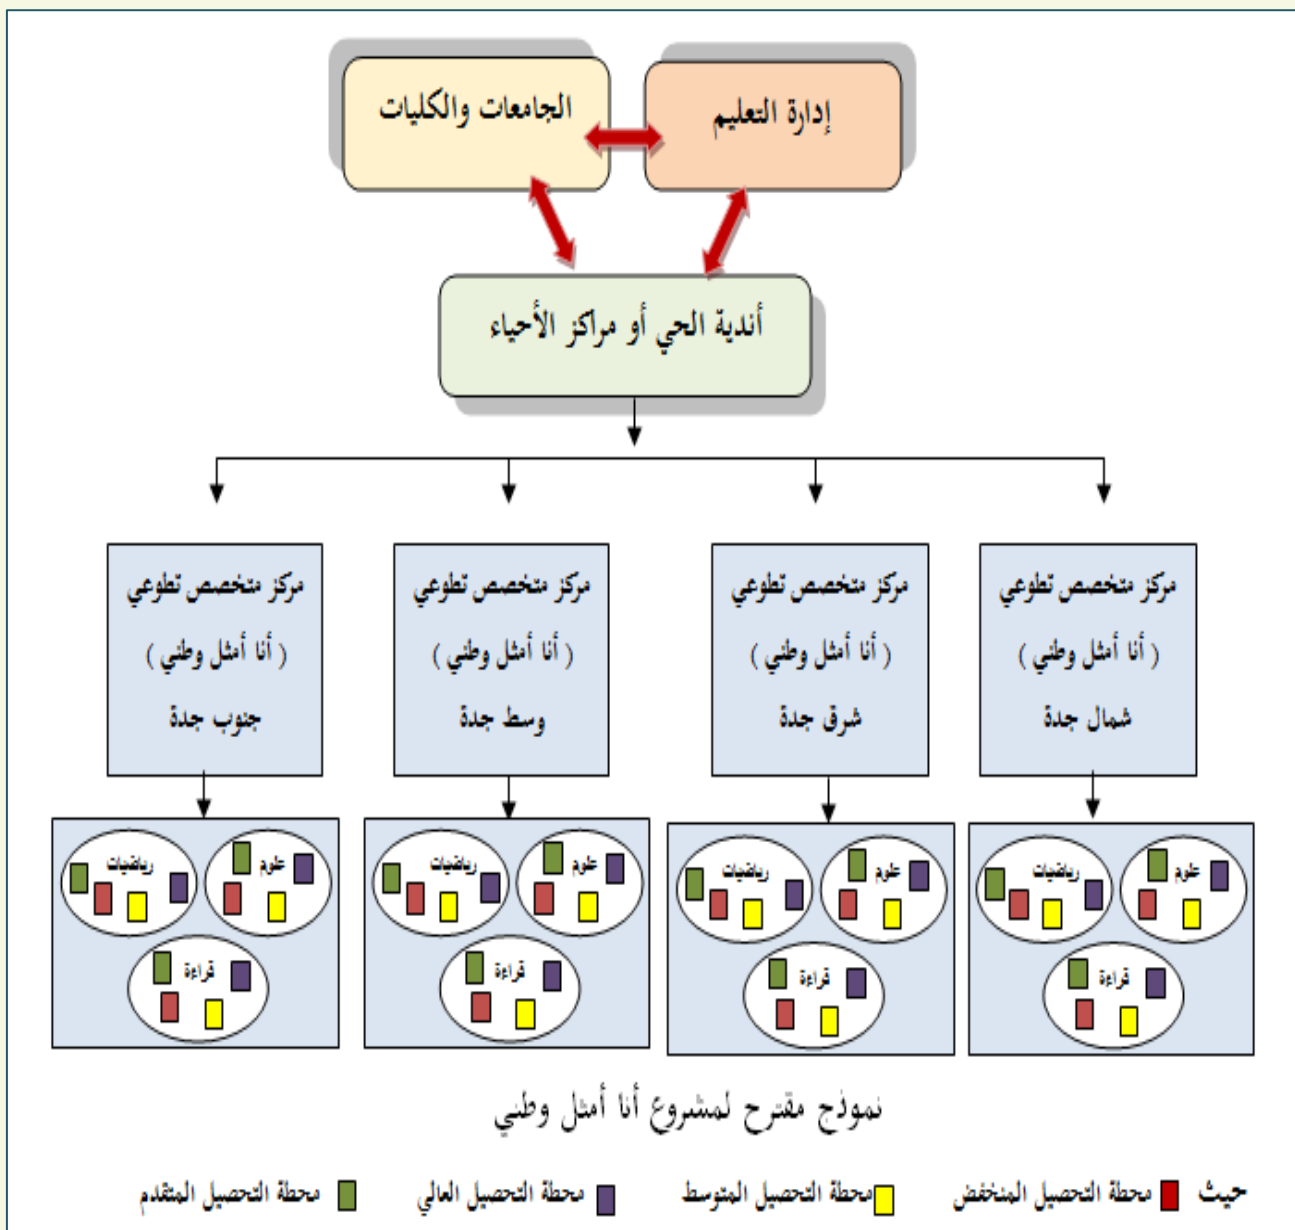 إدارة التعليم
الجامعات والكليات
أندية الحي أو مراكز الأحياء
مركز متخصص تطوعي
( أنا أمثل وطني )
شمال جدة
مركز متخصص تطوعي
( أنا أمثل وطني )
شرق جدة
مركز متخصص تطوعي
( أنا أمثل وطني )
وسط جدة
مركز متخصص تطوعي
( أنا أمثل وطني )
جنوب جدة
علوم
رياضيات
قراءة
علوم
رياضيات
قراءة
علوم
رياضيات
قراءة
علوم
رياضيات
قراءة
نموذج مقترح لمشروع أنا أمثل وطني
حيث محطة التحصيل المنخفض محطة التحصيل المتوسط محطة التحصيل العالي محطة التحصيل المتقدم